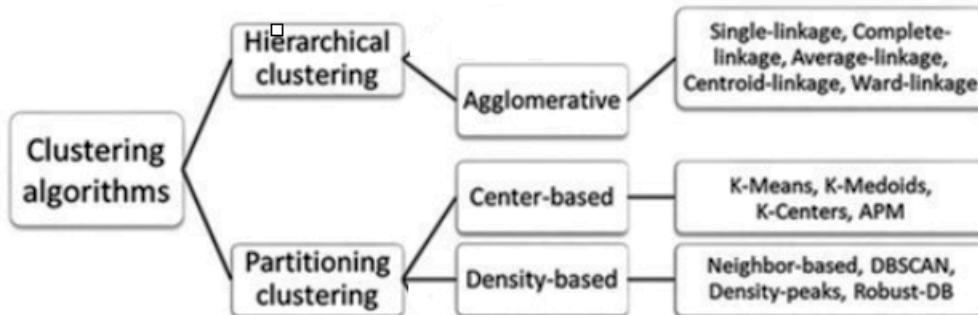 Clustering
algorithms
Hierarchical
clustering
Agglomerative
Single-linkage, Complete-
linkage, Average-linkage,
Centroid-linkage, Ward-linkage
Partitioning
clustering
Center-based
K-Means, K-Medoids,
K-Centers, APM
Density-based
Neighbor-based, DBSCAN,
Density-peaks, Robust-DB